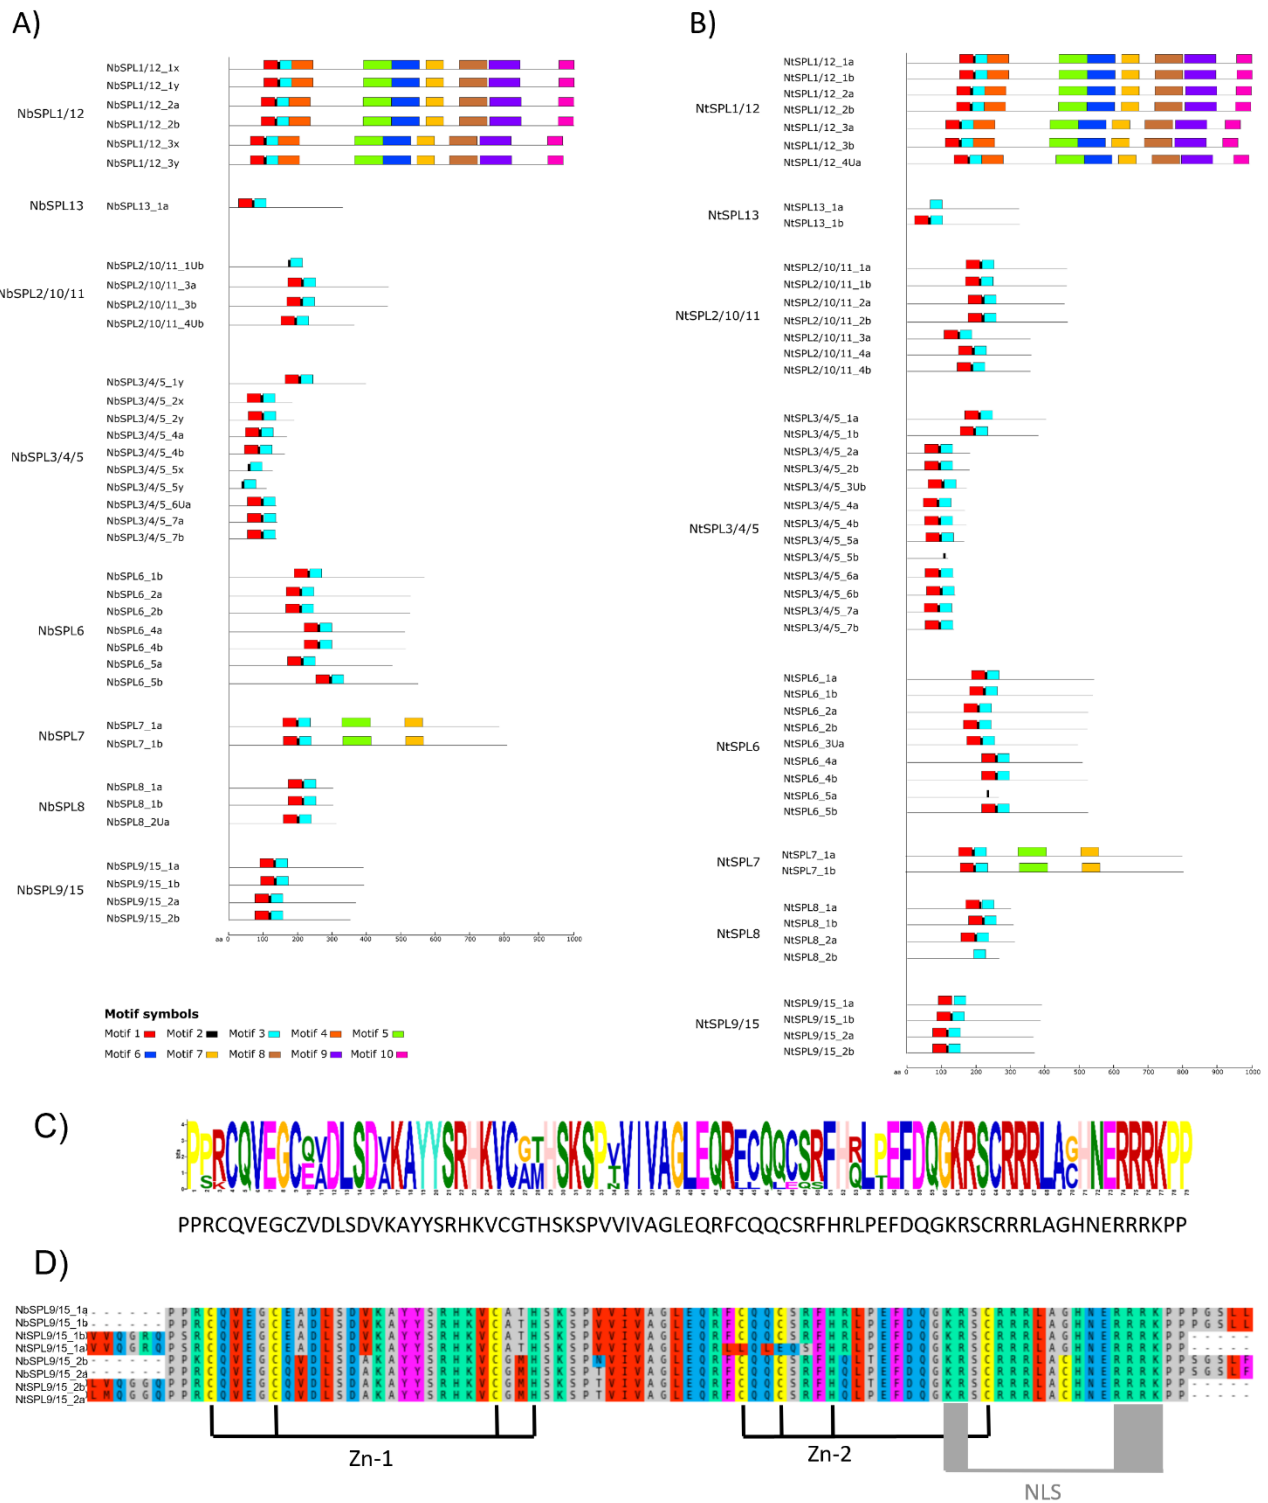 A)
NbSPL1/12
NbSPL1/12_1x
NbSPL1/12_1y
NbSPL1/12_2a
NbSPL1/12_2b
NbSPL1/12_3x
NbSPL1/12_3y
NbSPL13
NbSPL13_1a
NbSPL2/10/11
NbSPL2/10/11_1Ub
NbSPL2/10/11_3a
NbSPL2/10/11_3b
NbSPL2/10/11_4Ub
NbSPL3/4/5
NbSPL3/4/5_1y
NbSPL3/4/5_2x
NbSPL3/4/5_2y
NbSPL3/4/5_4a
NbSPL3/4/5_4b
NbSPL3/4/5_5x
NbSPL3/4/5_5y
NbSPL3/4/5_6Ua
NbSPL3/4/5_7a
NbSPL3/4/5_7b
NbSPL6
NbSPL6_1b
NbSPL6_2a
NbSPL6_2b
NbSPL6_4a
NbSPL6_4b
NbSPL6_5a
NbSPL6_5b
NbSPL7
NbSPL7_1a
NbSPL7_1b
NbSPL8
NbSPL8_1a
NbSPL8_1b
NbSPL8_2Ua
NbSPL9/15
NbSPL9/15_1a
NbSPL9/15_1b
NbSPL9/15_2a
NbSPL9/15_2b
aa 0 100 200 300 400 500 600 700 800 900 1000
Motif symbols
Motif 1 Motif 2 Motif 3 Motif 4 Motif 5
Motif 6 Motif 7 Motif 8 Motif 9 Motif 10
B)
NtSPL1/12
NtSPL1/12_1a
NtSPL1/12_1b
NtSPL1/12_2a
NtSPL1/12_2b
NtSPL1/12_3a
NtSPL1/12_3b
NtSPL1/12_4Ua
NtSPL13
NtSPL13_1a
NtSPL13_1b
NtSPL2/10/11
NtSPL2/10/11_1a
NtSPL2/10/11_1b
NtSPL2/10/11_2a
NtSPL2/10/11_2b
NtSPL2/10/11_3a
NtSPL2/10/11_4a
NtSPL2/10/11_4b
NtSPL3/4/5
NtSPL3/4/5_1a
NtSPL3/4/5_1b
NtSPL3/4/5_2a
NtSPL3/4/5_2b
NtSPL3/4/5_3Ub
NtSPL3/4/5_4a
NtSPL3/4/5_4b
NtSPL3/4/5_5a
NtSPL3/4/5_5b
NtSPL3/4/5_6a
NtSPL3/4/5_6b
NtSPL3/4/5_7a
NtSPL3/4/5_7b
NtSPL6
NtSPL6_1a
NtSPL6_1b
NtSPL6_2a
NtSPL6_2b
NtSPL6_3Ua
NtSPL6_4a
NtSPL6_4b
NtSPL6_5a
NtSPL6_5b
NtSPL7
NtSPL7_1a
NtSPL7_1b
NtSPL8
NtSPL8_1a
NtSPL8_1b
NtSPL8_2a
NtSPL8_2b
NtSPL9/15
NtSPL9/15_1a
NtSPL9/15_1b
NtSPL9/15_2a
NtSPL9/15_2b
aa 0 100 200 300 400 500 600 700 800 900 1000
C)
PPRCQVEGCZVDLSDVKAYYSRHKVCGTHSKSPVVIVAGLEQRFCQQCSRFHRLPEFDQGKRSCRRRLAGHNERRRKPP
D)
NbSPL9/15_1a
NbSPL9/15_1b
NtSPL9/15_1b
NtSPL9/15_1a
NbSPL9/15_2b
NbSPL9/15_2a
NtSPL9/15_2b
NtSPL9/15_2a
Zn-1
Zn-2
NLS